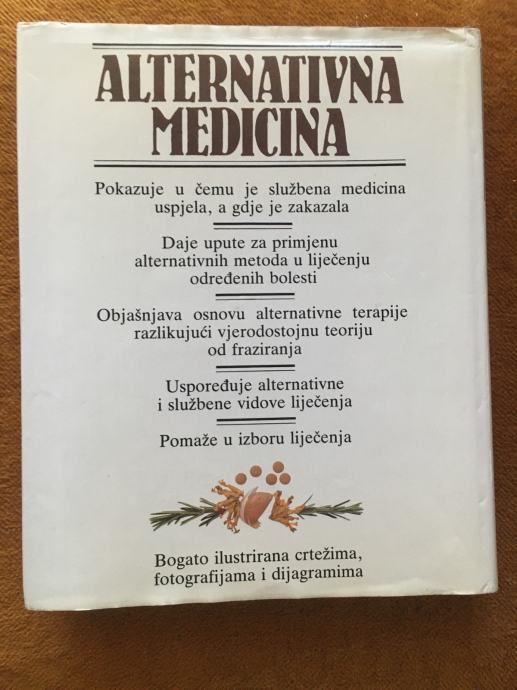 ALTERNATIVNA
MEDICINA
Pokazuje u čemu je službena medicina
uspjela, a gdje je zakazala
Daje upute za primjenu
alternativnih metoda u liječenju
određenih bolesti
Objašnjava osnovu alternativne terapije
razlikujući vjerodostojnu teoriju
od fraziranja
Uspoređuje alternativne
i službene vidove liječenja
Pomaže u izboru liječenja
Bogato ilustrirana crtežima,
fotografijama i dijagramima